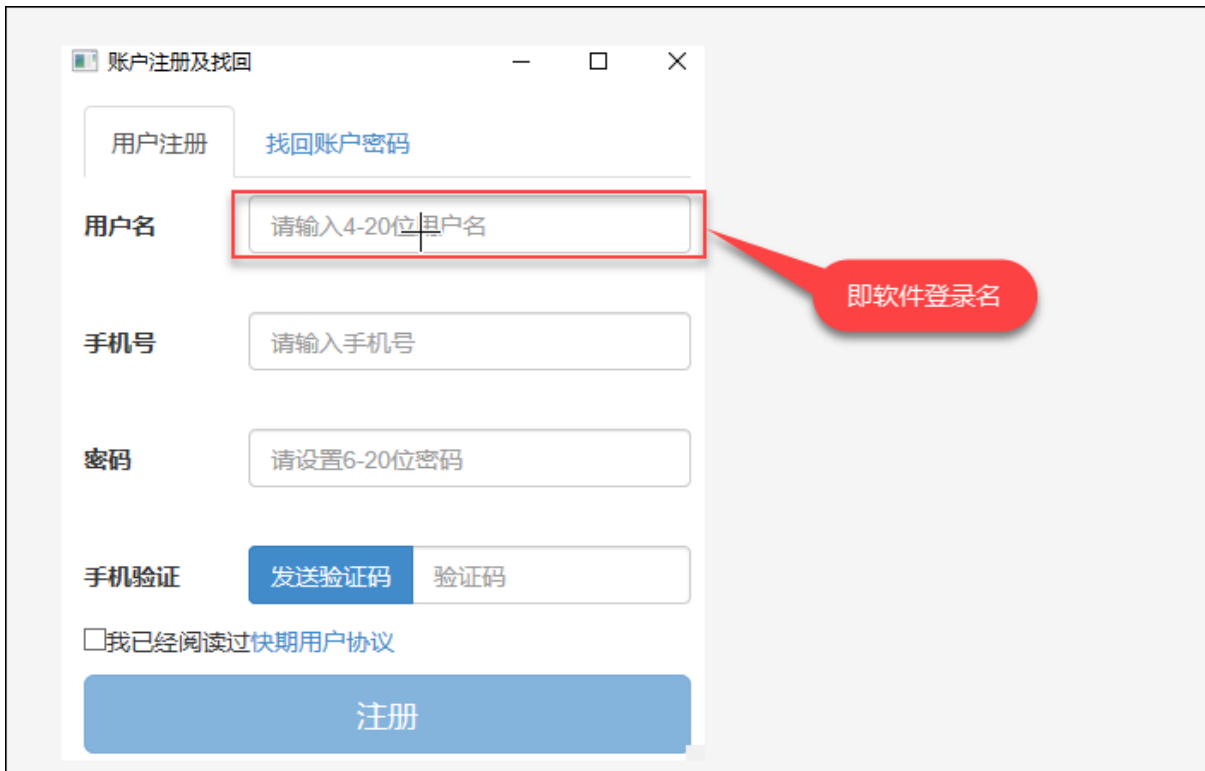 账户注册及找回
用户注册 找回账户密码
用户名 请输入4-20位用户名
即软件登录名
手机号 请输入手机号
密码 请设置6-20位密码
手机验证 发送验证码 验证码
我已经阅读过快期用户协议
注册